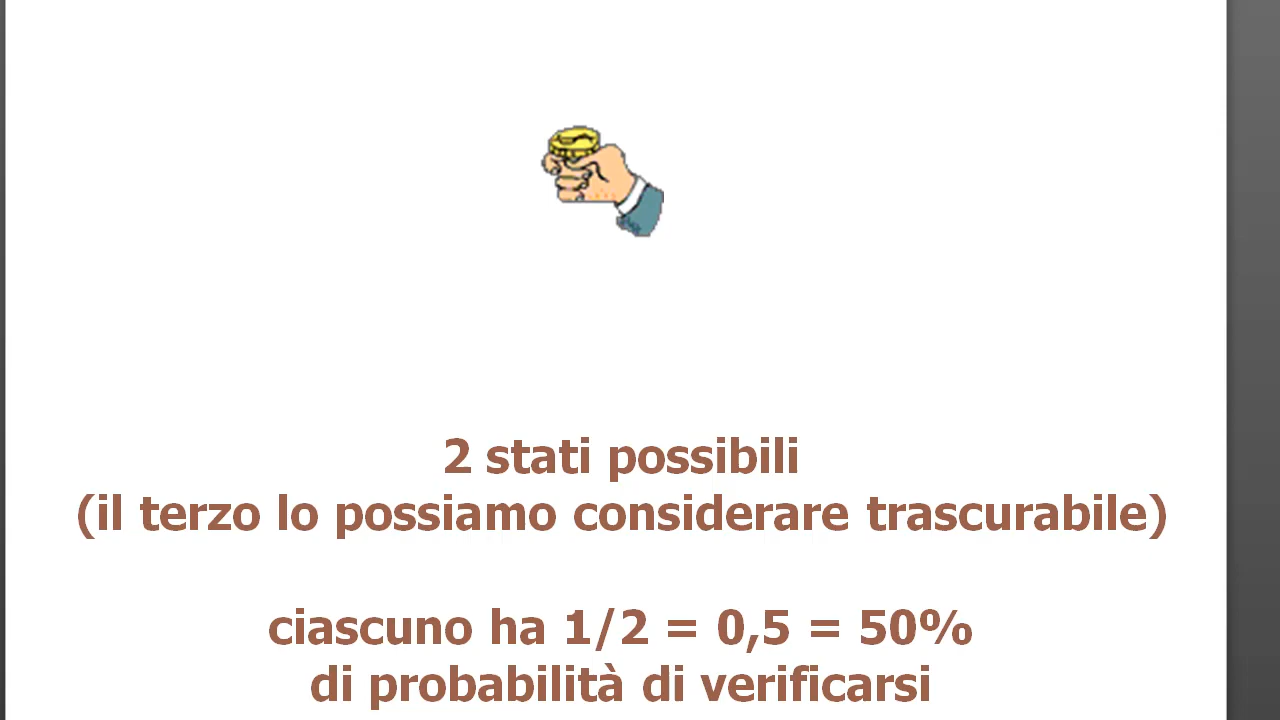 2 stati possibili
(il terzo lo possiamo considerare trascurabile)
ciascuno ha 1/2 = 0,5 = 50%
di probabilità di verificarsi